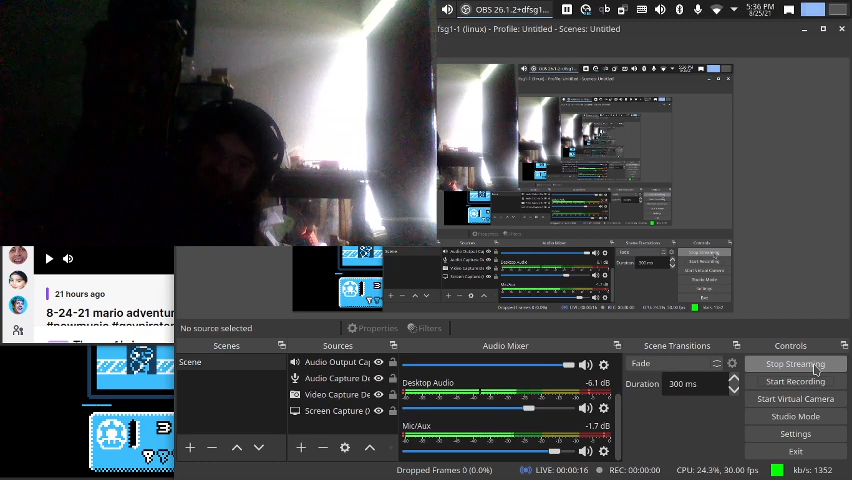 OBS 26.1.2+dfsg1...
5:36 PM
8/25/21
fsg1-1 (linux) - Profile: Untitled - Scenes: Untitled
21 hours ago
8-24-21 mario adventur
No source selected
Properties
Filters
Scenes
Sources
Audio Mixer
Scene Transitions
Controls
Scene
Audio Output Cap
Audio Capture De
Video Capture De
Screen Capture (
Desktop Audio
-6.1 dB
Mic/Aux
-1.7 dB
Fade
Duration
300 ms
Stop Streaming
Start Recording
Start Virtual Camera
Studio Mode
Settings
Exit
Dropped Frames 0 (0.0%)
LIVE: 00:00:16
REC: 00:00:00
CPU: 24.3%, 30.00 fps
kb/s: 1352